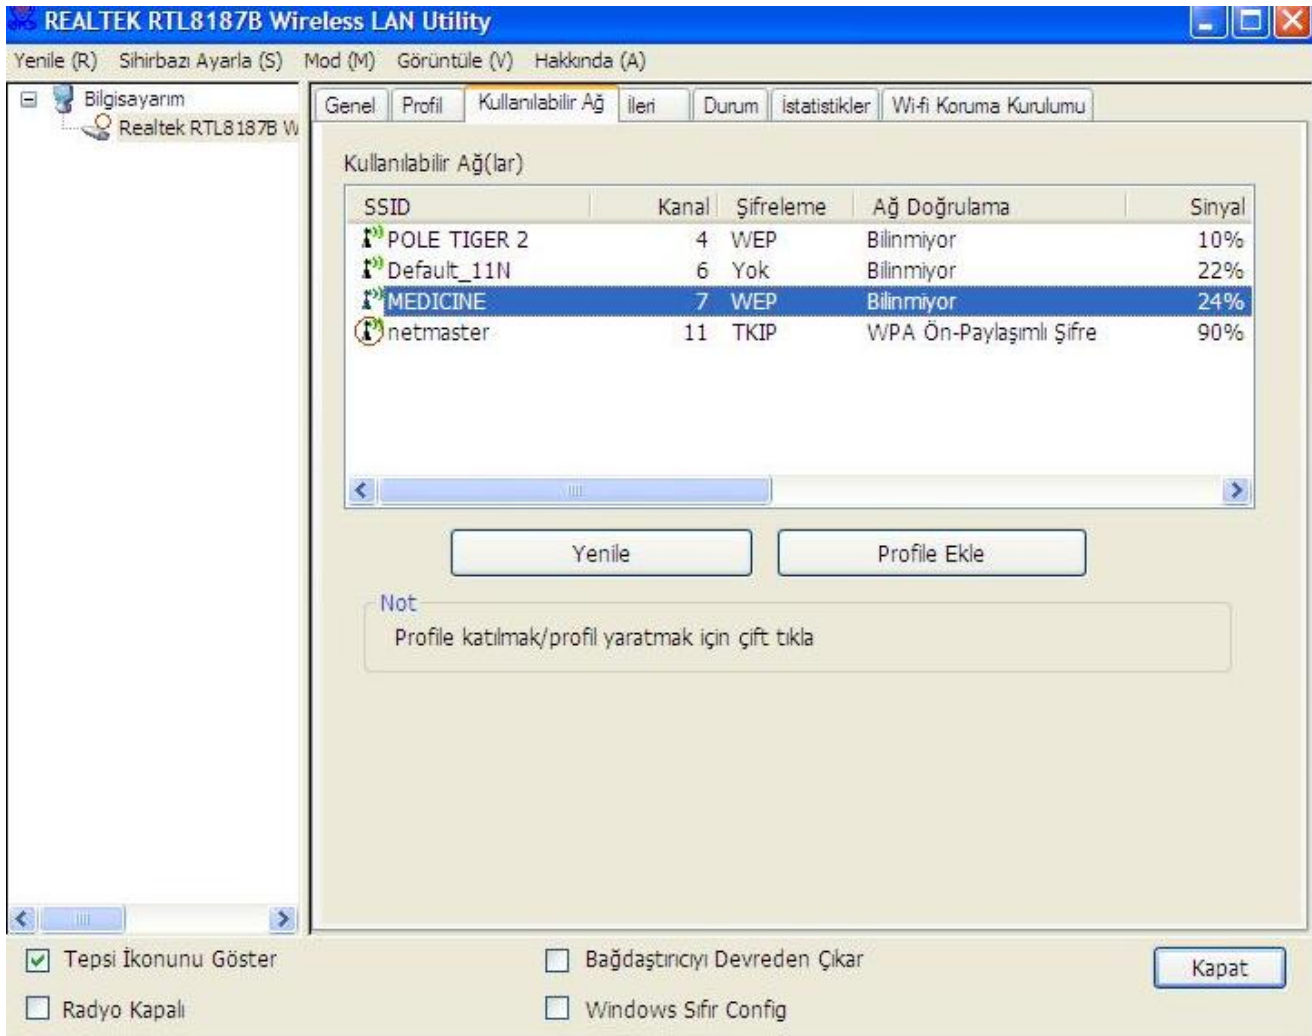 REALTEK RTL8187B Wireless LAN Utility
Yenile (R) Sihirbazı Ayarla (S) Mod (M) Görüntüle (V) Hakkında (A)
Bilgisayarım
Realtek RTL8187B W
Genel Profil Kullanılabilir Ağ İleri Durum İstatistikler Wi-fi Koruma Kurulumu
Kullanılabilir Ağ(lar)
SSID Kanal Şifreleme Ağ Doğrulama Sinyal
POLE TIGER 2 4 WEP Bilinmiyor 10%
Default_11N 6 Yok Bilinmiyor 22%
MEDICINE 7 WEP Bilinmiyor 24%
netmaster 11 TKIP WPA Ön-Paylaşımlı Şifre 90%
Yenile Profile Ekle
Not
Profile katılmak/profil yaratmak için çift tıkla
Tepsi İkonunu Göster Bağdaştırıcıyı Devreden Çıkar Kapat
Radyo Kapalı Windows Sıfır Config